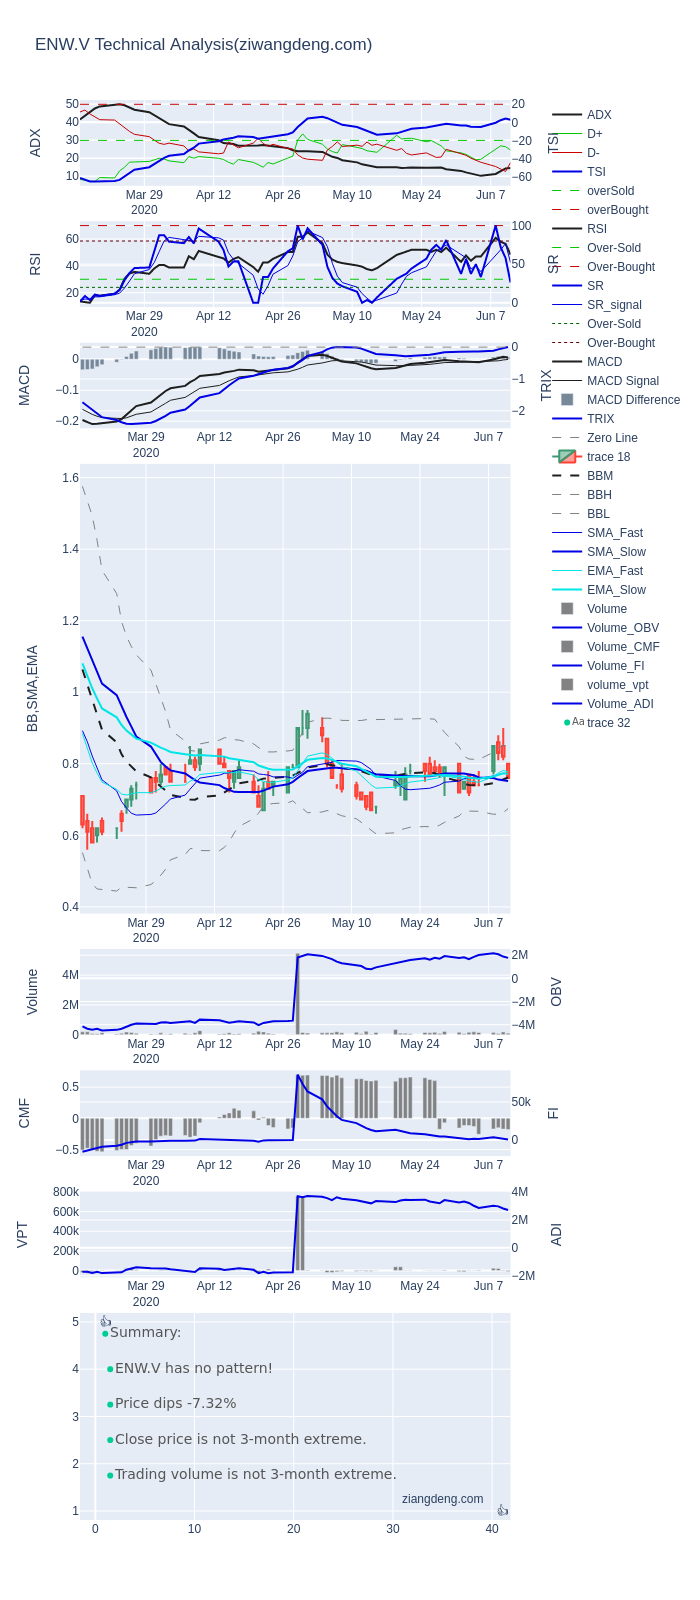 ENW.V Technical Analysis(ziwangdeng.com)
50
40
30
20
10
ADX
20
0
−20
−40
−60
TSI
Mar 29
2020
Apr 12
Apr 26
May 10
May 24
Jun 7
60
40
20
RSI
100
50
0
SR
Mar 29
2020
Apr 12
Apr 26
May 10
May 24
Jun 7
0
−0.1
−0.2
MACD
0
−1
−2
TRIX
Mar 29
2020
Apr 12
Apr 26
May 10
May 24
Jun 7
1.6
1.4
1.2
1
0.8
0.6
0.4
BB,SMA,EMA
Mar 29
2020
Apr 12
Apr 26
May 10
May 24
Jun 7
4M
2M
0
Volume
2M
0
−2M
−4M
OBV
Mar 29
2020
Apr 12
Apr 26
May 10
May 24
Jun 7
0.5
0
−0.5
CMF
50k
0
FI
Mar 29
2020
Apr 12
Apr 26
May 10
May 24
Jun 7
800k
600k
400k
200k
0
VPT
4M
2M
0
−2M
ADI
Mar 29
2020
Apr 12
Apr 26
May 10
May 24
Jun 7
5
4
3
2
1
0
10
20
30
40
Summary:
ENW.V has no pattern!
Price dips -7.32%
Close price is not 3-month extreme.
Trading volume is not 3-month extreme.
ziangdeng.com
ADX
D+
D-
TSI
overSold
overBought
RSI
Over-Sold
Over-Bought
SR
SR_signal
Over-Sold
Over-Bought
MACD
MACD Signal
MACD Difference
TRIX
Zero Line
trace 18
BBM
BBH
BBL
SMA_Fast
SMA_Slow
EMA_Fast
EMA_Slow
Volume
Volume_OBV
Volume_CMF
Volume_FI
volume_vpt
Volume_ADI
Aa trace 32